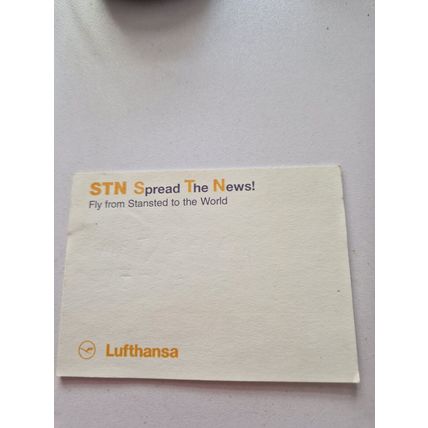 STN Spread The News!
Fly from Stansted to the World
Lufthansa